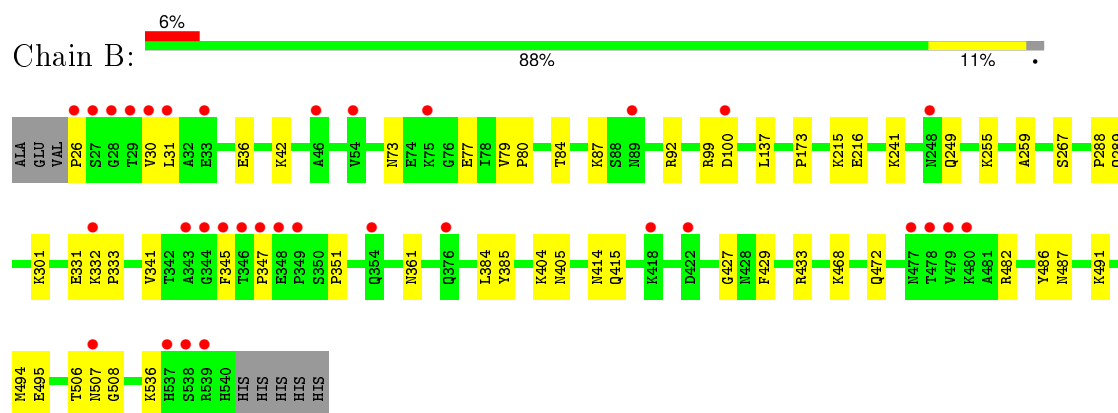 6%
Chain B:
88% 11% •
ALA GLU VAL P26 S27 G28 T29 V30 L31 A32 E33 E36 K42 A46 V54 N73 E74 K75 G76 E77 I78 V79 P80 T84 K87 S88 N89 R92 R99 D100 L137 P173 K215 E216 K241 N248 Q249 K255 A259 S267 P288
K301 E331 K332 P333 V341 T342 A343 G344 F345 T346 P347 E348 P349 S350 P351 Q354 N361 Q376 L384 Y385 K404 N405 N414 Q415 K418 D422 G427 N428 F429 R433 K468 Q472 N477 T478 V479 K480 A481 R482 Y486 N487 K491
M494 E495 T506 N507 G508 K536 H537 S538 R539 H540 HIS HIS HIS HIS HIS